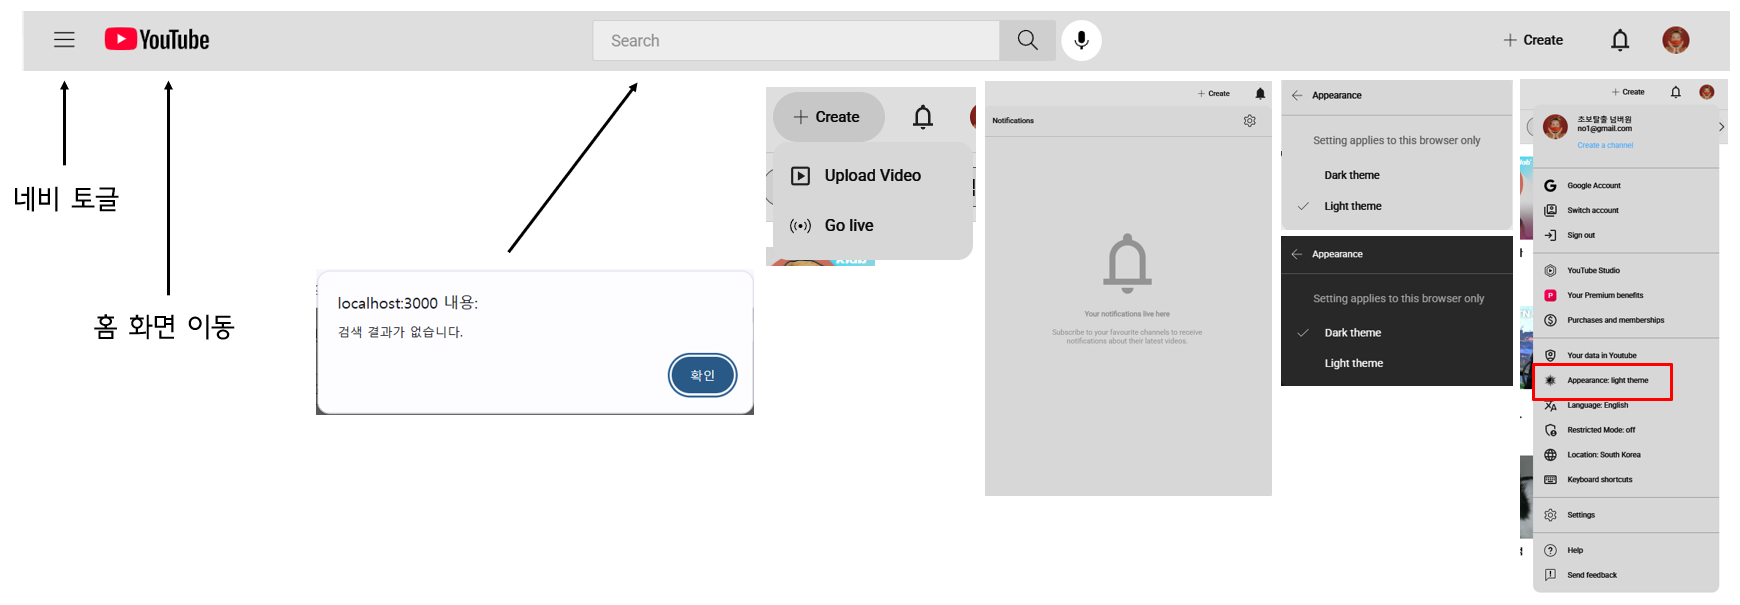 YouTube
Search
Create
네비 토글
홈 화면 이동
localhost:3000 내용:
검색 결과가 없습니다.
확인
Create
Upload Video
Go live
Create
Notifications
Your notifications live here
Subscribe to your favourite channels to receive
notifications about their latest videos.
Appearance
Setting applies to this browser only
Dark theme
Light theme
Appearance
Setting applies to this browser only
Dark theme
Light theme
Create
초보탈출 넘버원
no1@gmail.com
Create a channel
Google Account
Switch account
Sign out
YouTube Studio
Your Premium benefits
Purchases and memberships
Your data in Youtube
Appearance: light theme
Language: English
Restricted Mode: off
Location: South Korea
Keyboard shortcuts
Settings
Help
Send feedback